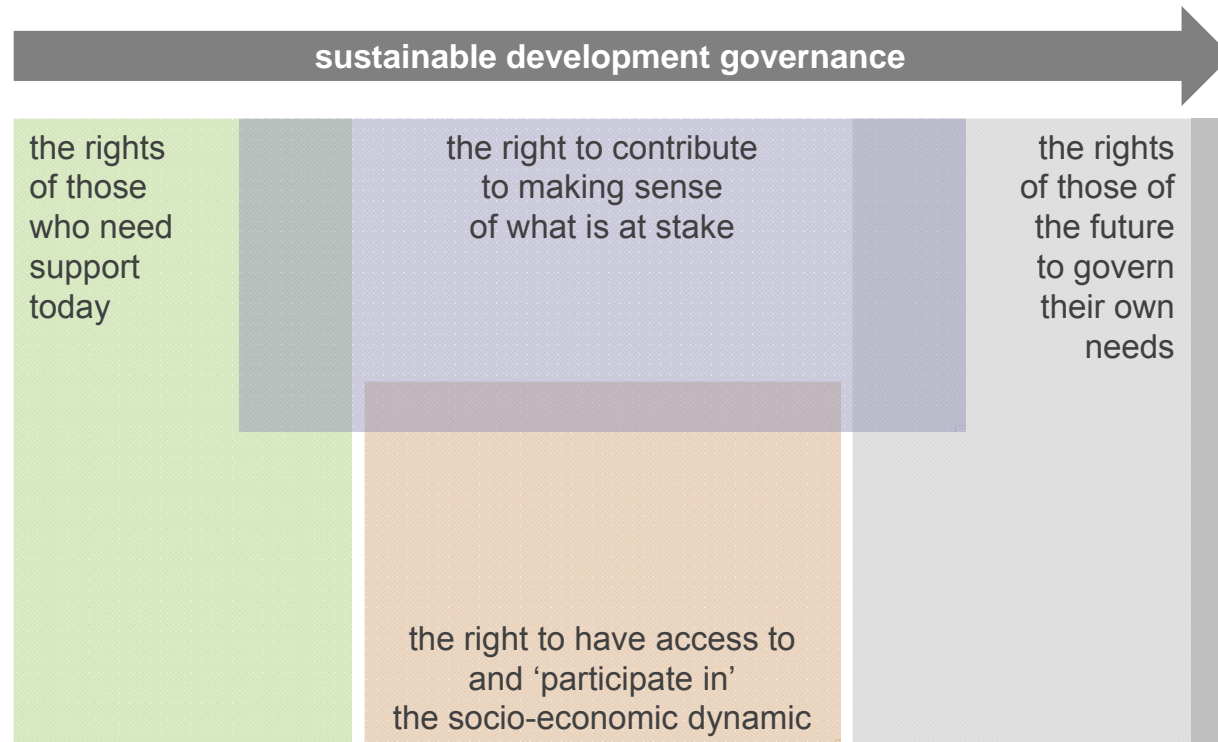 sustainable development governance
the rights
of those
who need
support
today
the right to contribute
to making sense
of what is at stake
the rights
of those of
the future
to govern
their own
needs
the right to have access to
and ‘participate in’
the socio-economic dynamic